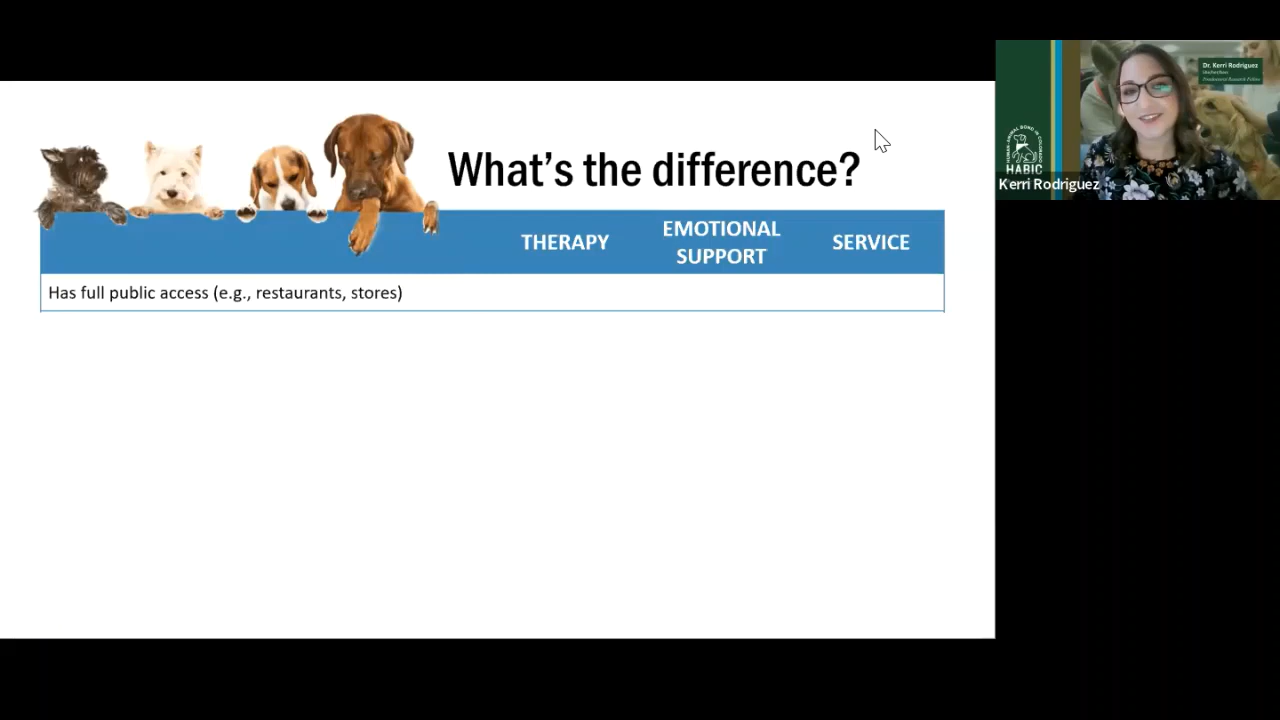 What's the difference?
THERAPY
EMOTIONAL
SUPPORT
SERVICE
Has full public access (e.g., restaurants, stores)
Dr. Kerri Rodriguez
HABIC
Kerri Rodriguez